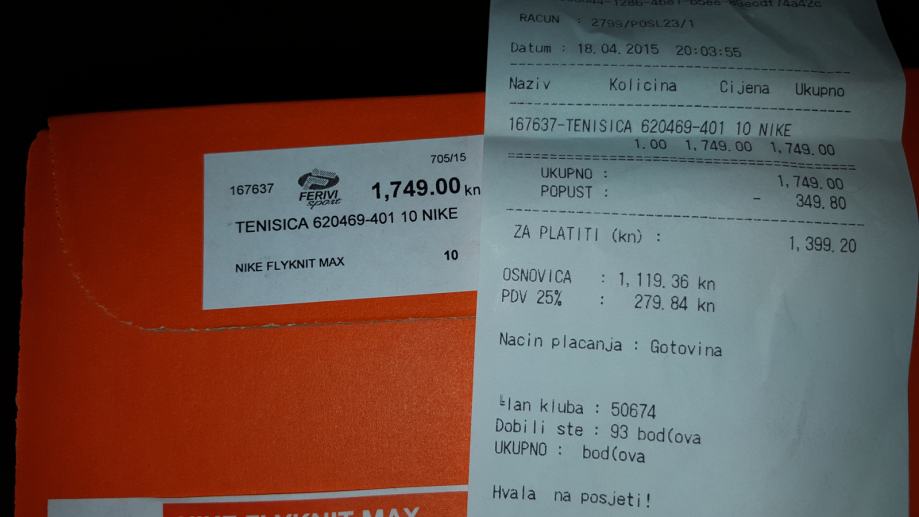 705/15
167637 FERIVI sport 1,749.00 kn
TENISICA 620469-401 10 NIKE
NIKE FLYKNIT MAX 10
FLYKNIT MAX
RACUN : 2799/POSL23/1
Datum : 18.04.2015 20:03:55
Naziv Kolicina Cijena Ukupno
167637-TENISICA 620469-401 10 NIKE
1.00 1,749.00 1,749.00
UKUPNO : 1,749.00
POPUST : - 349.80
ZA PLATITI (kn) : 1,399.20
OSNOVICA : 1,119.36 kn
PDV 25% : 279.84 kn
Nacin placanja : Gotovina
╘lan kluba : 50674
Dobili ste : 93 bod(ova
UKUPNO : bod(ova
Hvala na posjeti!